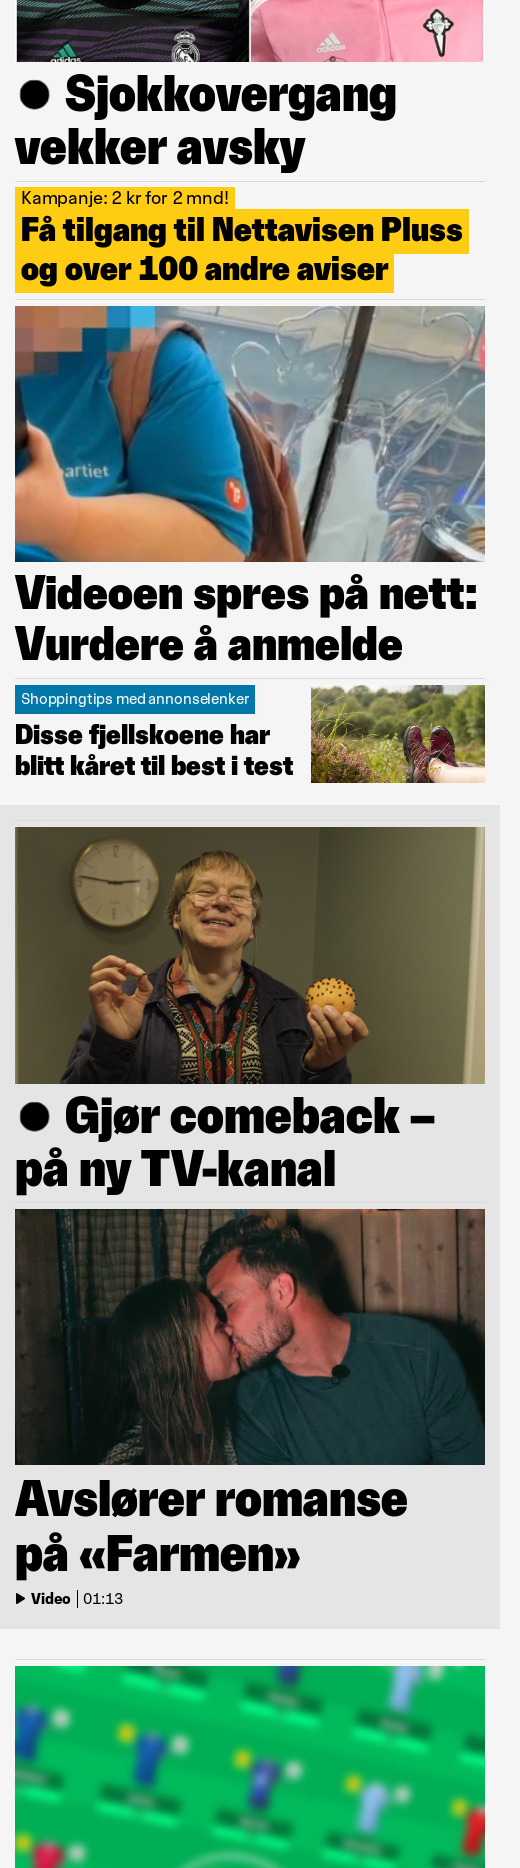 adidas
adidas
Sjokkovergang
vekker avsky
Kampanje: 2 kr for 2 mnd!
Få tilgang til Nettavisen Pluss
og over 100 andre aviser
artiet
Videoen spres på nett:
Vurdere å anmelde
Shoppingtips med annonselenker
Disse fjellskoene har
blitt kåret til best i test
Gjør comeback –
på ny TV-kanal
Avslører romanse
på «Farmen»
Video | 01:13